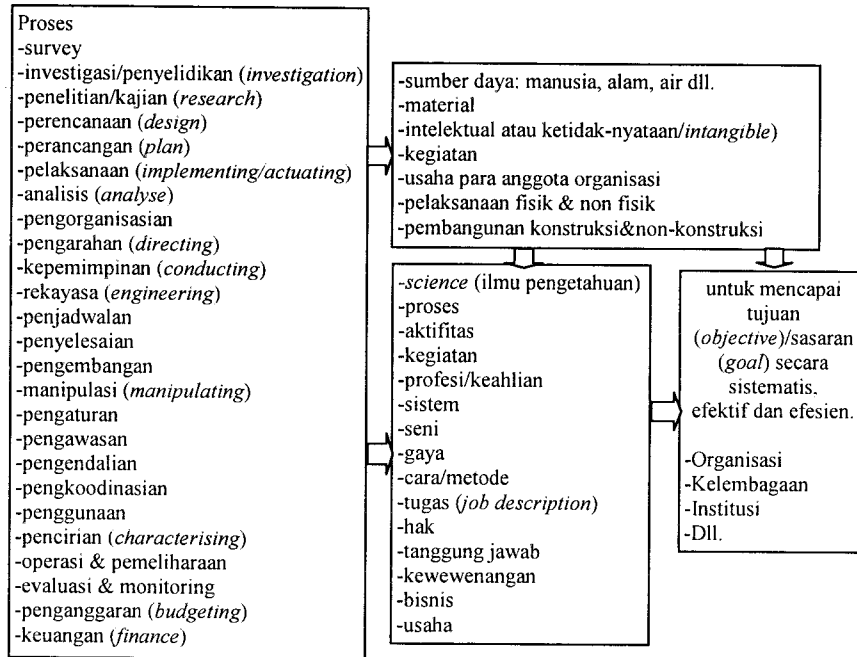 Proses
-survey
-investigasi/penyelidikan (investigation)
-penelitian/kajian (research)
-perencanaan (design)
-perancangan (plan)
-pelaksanaan (implementing/actuating)
-analisis (analyse)
-pengorganisasian
-pengarahan (directing)
-kepemimpinan (conducting)
-rekayasa (engineering)
-penjadwalan
-penyelesaian
-pengembangan
-manipulasi (manipulating)
-pengaturan
-pengawasan
-pengendalian
-pengkoodinasian
-penggunaan
-pencirian (characterising)
-operasi & pemeliharaan
-evaluasi & monitoring
-penganggaran (budgeting)
-keuangan (finance)
-sumber daya: manusia, alam, air dll.
-material
-intelektual atau ketidak-nyataan/intangible)
-kegiatan
-usaha para anggota organisasi
-pelaksanaan fisik & non fisik
-pembangunan konstruksi&non-konstruksi
-science (ilmu pengetahuan)
-proses
-aktifitas
-kegiatan
-profesi/keahlian
-sistem
-seni
-gaya
-cara/metode
-tugas (job description)
-hak
-tanggung jawab
-kewewenangan
-bisnis
-usaha
untuk mencapai
tujuan
(objective)/sasaran
(goal) secara
sistematis,
efektif dan efesien.
-Organisasi
-Kelembagaan
-Institusi
-Dll.